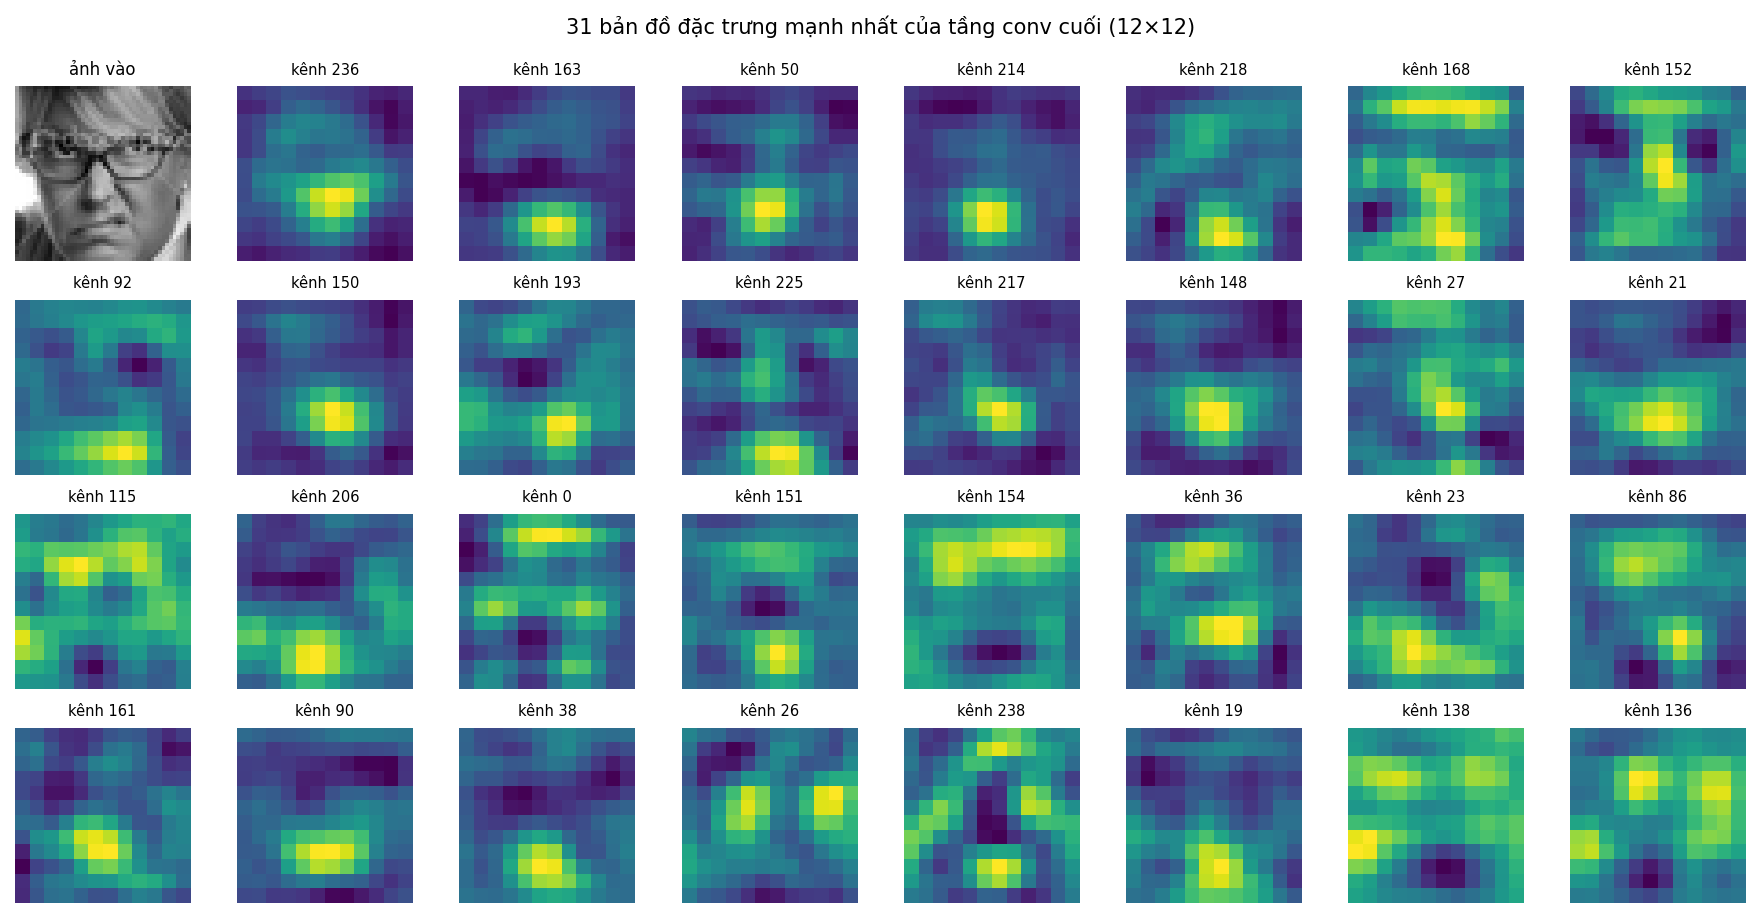 31 bản đồ đặc trưng mạnh nhất của tầng conv cuối (12×12)
ảnh vào
kênh 236
kênh 163
kênh 50
kênh 214
kênh 218
kênh 168
kênh 152
kênh 92
kênh 150
kênh 193
kênh 225
kênh 217
kênh 148
kênh 27
kênh 21
kênh 115
kênh 206
kênh 0
kênh 151
kênh 154
kênh 36
kênh 23
kênh 86
kênh 161
kênh 90
kênh 38
kênh 26
kênh 238
kênh 19
kênh 138
kênh 136